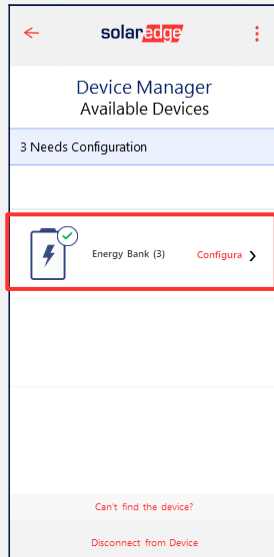 solaredge
Device Manager
Available Devices
3 Needs Configuration
Energy Bank (3) Configura
Can't find the device?
Disconnect from Device